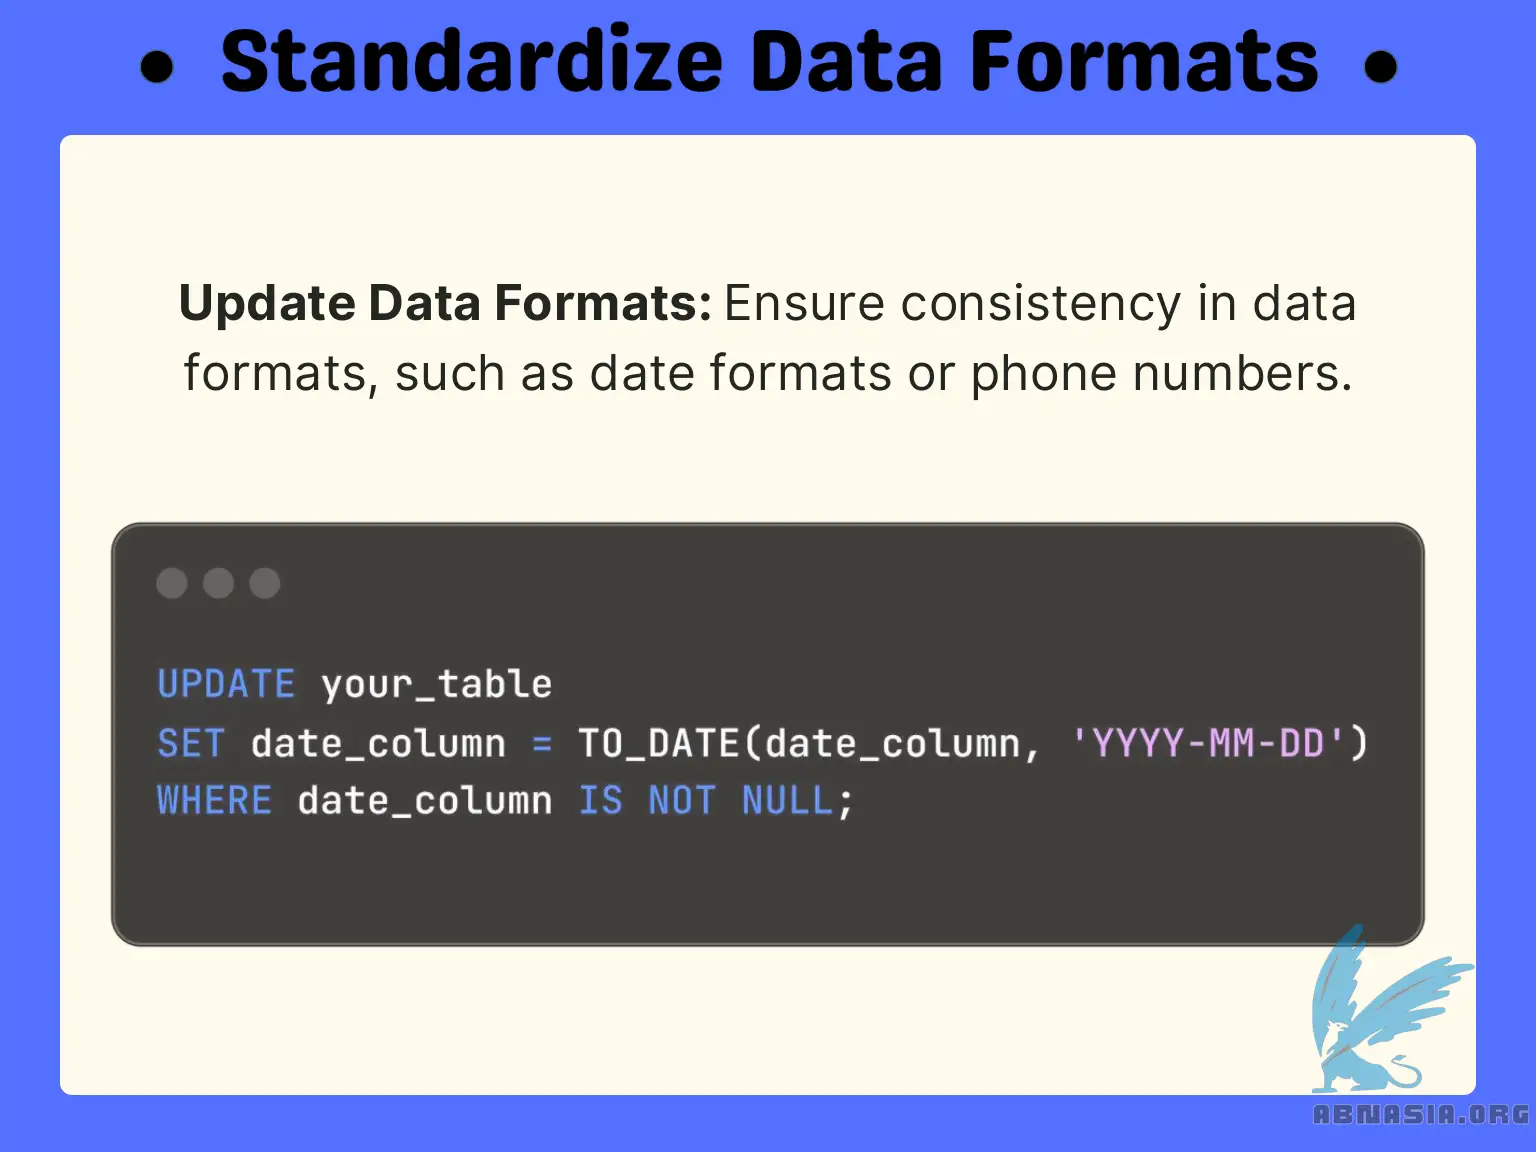 • Standardize Data Formats •
Update Data Formats: Ensure consistency in data
formats, such as date formats or phone numbers.
UPDATE your_table
SET date_column = TO_DATE(date_column, 'YYYY-MM-DD')
WHERE date_column IS NOT NULL;
ABNASIA.ORG